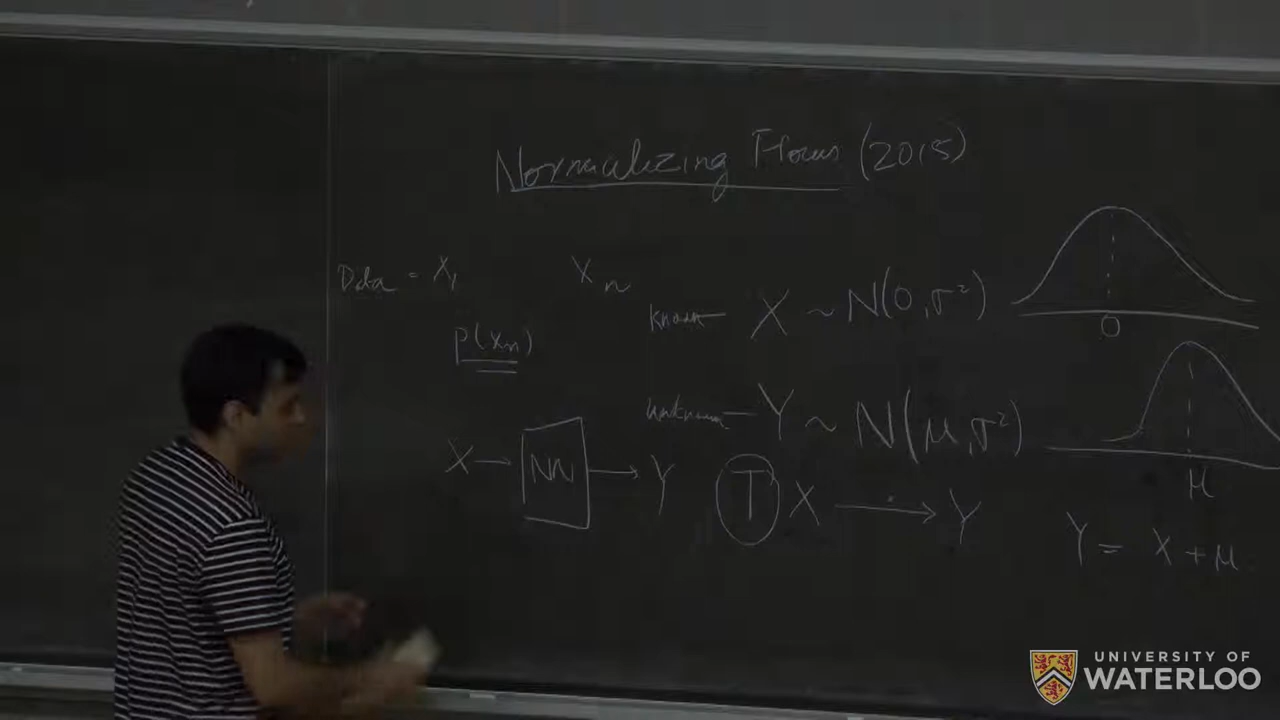 Normalizing Flows (2015)
Data = X₁ Xₙ
P(Xₙ)
known — X ~ N(0, σ²)
0
unknown — Y ~ N(μ, σ²)
μ
X → NN → Y
T X → Y
Y = X + μ
UNIVERSITY OF
WATERLOO